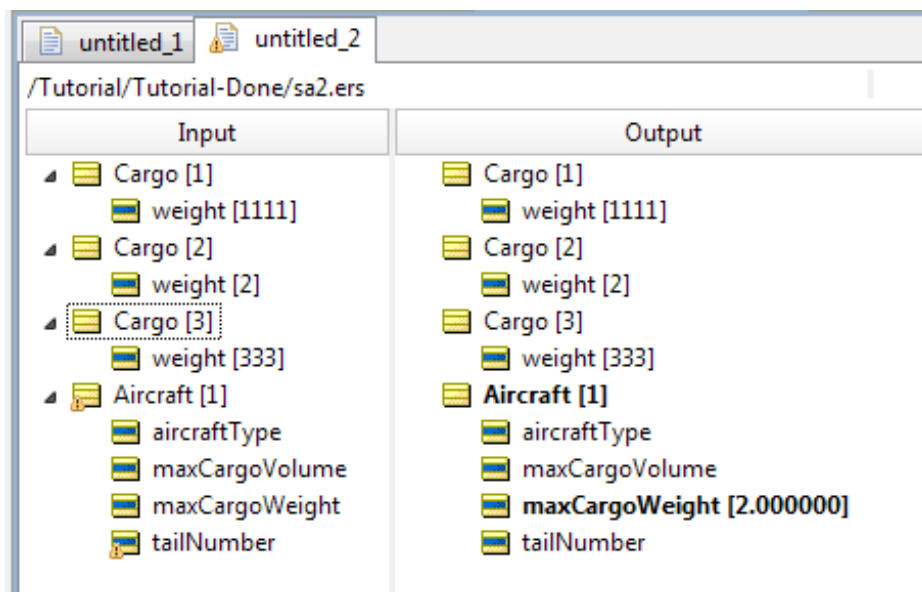 untitled_1 untitled_2
/Tutorial/Tutorial-Done/sa2.ers
Input Output
Cargo [1] Cargo [1]
weight [1111] weight [1111]
Cargo [2] Cargo [2]
weight [2] weight [2]
Cargo [3] Cargo [3]
weight [333] weight [333]
Aircraft [1] Aircraft [1]
aircraftType aircraftType
maxCargoVolume maxCargoVolume
maxCargoWeight maxCargoWeight [2.000000]
tailNumber tailNumber